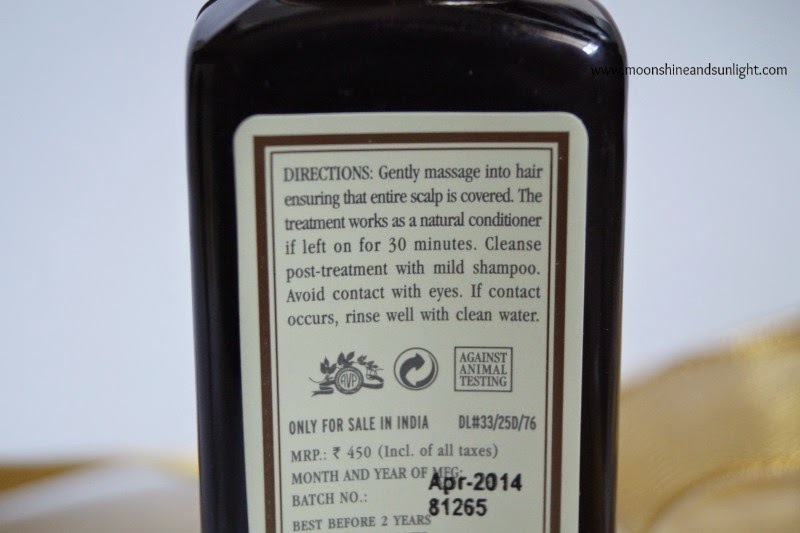 www.moonshineandsunlight.com
DIRECTIONS: Gently massage into hair
ensuring that entire scalp is covered. The
treatment works as a natural conditioner
if left on for 30 minutes. Cleanse
post-treatment with mild shampoo.
Avoid contact with eyes. If contact
occurs, rinse well with clean water.
AVP
AGAINST
ANIMAL
TESTING
ONLY FOR SALE IN INDIA DL#33/25D/76
MRP.: ₹ 450 (Incl. of all taxes)
MONTH AND YEAR OF MFG: Apr-2014
BATCH NO.: 81265
BEST BEFORE 2 YEARS